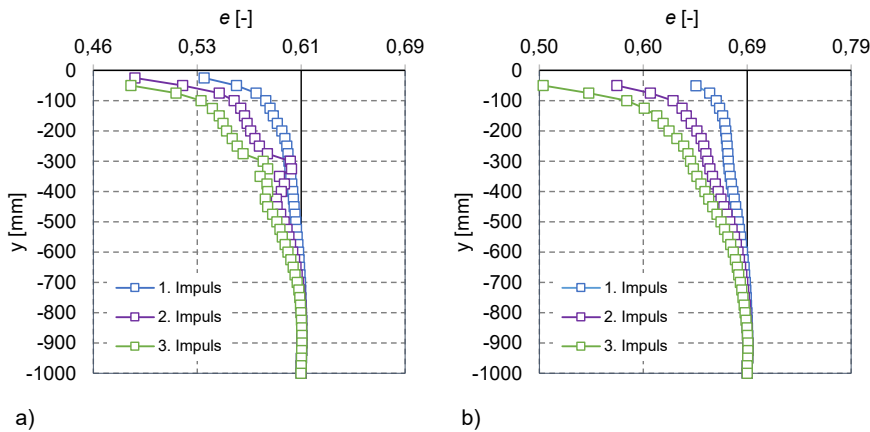 e [-]
0,46 0,53 0,61 0,69
0
-100
-200
-300
-400
-500
-600
-700
-800
-900
-1000
y [mm]
1. Impuls
2. Impuls
3. Impuls
a)
e [-]
0,50 0,60 0,69 0,79
0
-100
-200
-300
-400
-500
-600
-700
-800
-900
-1000
y [mm]
1. Impuls
2. Impuls
3. Impuls
b)